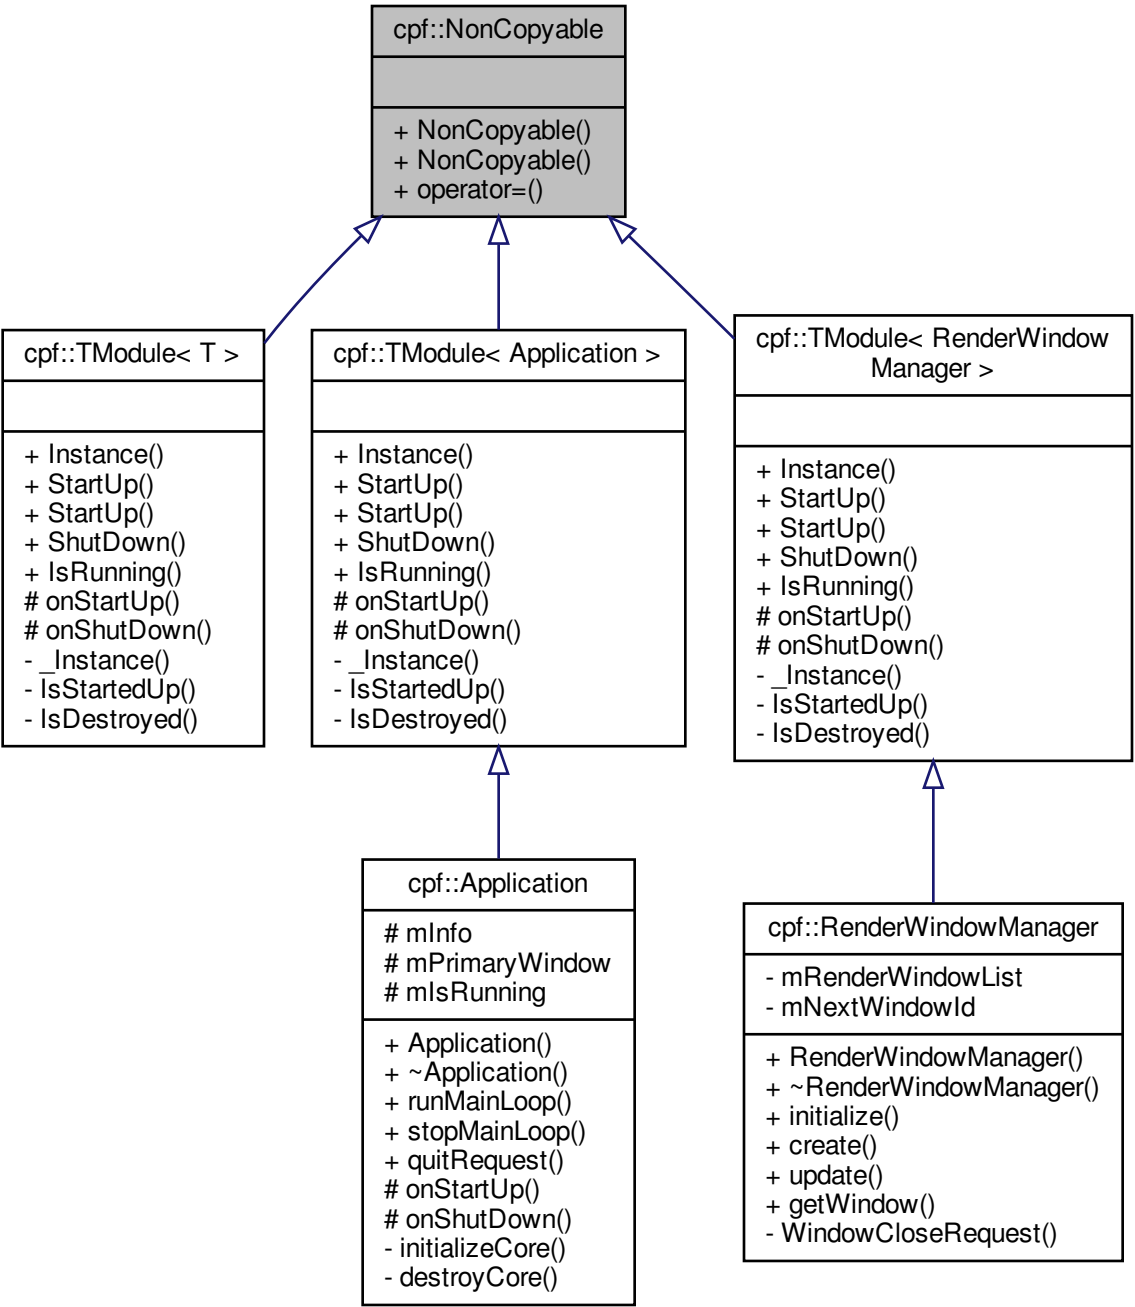 cpf::NonCopyable
+ NonCopyable()
+ NonCopyable()
+ operator=()
cpf::TModule< T >
+ Instance()
+ StartUp()
+ StartUp()
+ ShutDown()
+ IsRunning()
# onStartUp()
# onShutDown()
- _Instance()
- IsStartedUp()
- IsDestroyed()
cpf::TModule< Application >
+ Instance()
+ StartUp()
+ StartUp()
+ ShutDown()
+ IsRunning()
# onStartUp()
# onShutDown()
- _Instance()
- IsStartedUp()
- IsDestroyed()
cpf::TModule< RenderWindow
Manager >
+ Instance()
+ StartUp()
+ StartUp()
+ ShutDown()
+ IsRunning()
# onStartUp()
# onShutDown()
- _Instance()
- IsStartedUp()
- IsDestroyed()
cpf::Application
# mInfo
# mPrimaryWindow
# mIsRunning
+ Application()
+ ~Application()
+ runMainLoop()
+ stopMainLoop()
+ quitRequest()
# onStartUp()
# onShutDown()
- initializeCore()
- destroyCore()
cpf::RenderWindowManager
- mRenderWindowList
- mNextWindowId
+ RenderWindowManager()
+ ~RenderWindowManager()
+ initialize()
+ create()
+ update()
+ getWindow()
- WindowCloseRequest()